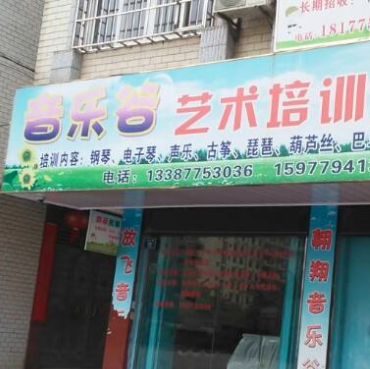 长期招收
电话 18177
音乐谷 艺术培训
培训内容：钢琴、电子琴、声乐、古筝、琵琶、葫芦丝、巴
电话：13387753036 15977941
放飞音
翱翔音乐谷